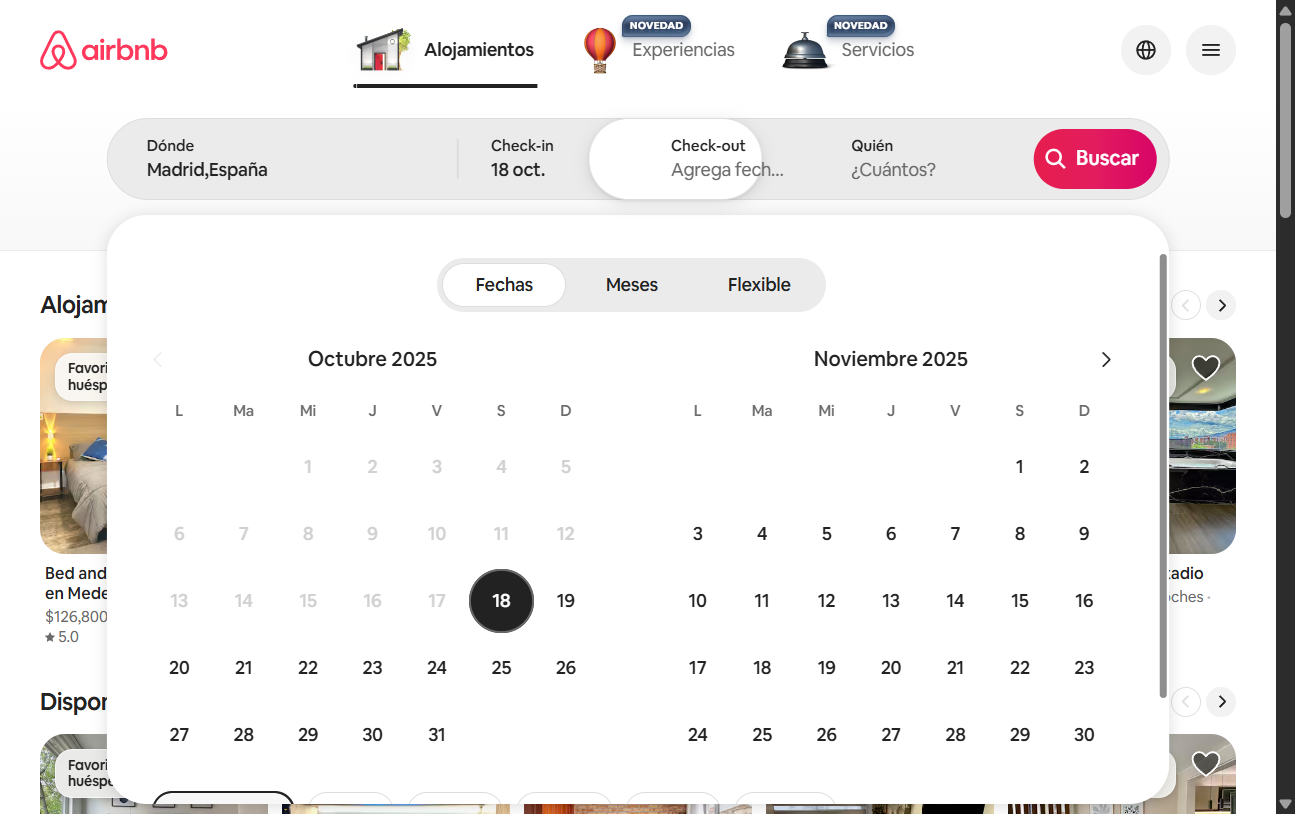 airbnb
Alojamientos
NOVEDAD
Experiencias
NOVEDAD
Servicios
Dónde
Madrid,España
Check-in
18 oct.
Check-out
Agrega fech...
Quién
¿Cuántos?
Buscar
Fechas
Meses
Flexible
Alojam
Favori
huésp
Octubre 2025
Noviembre 2025
L Ma Mi J V S D
L Ma Mi J V S D
1 2 3 4 5
1 2
6 7 8 9 10 11 12
3 4 5 6 7 8 9
13 14 15 16 17 18 19
10 11 12 13 14 15 16
20 21 22 23 24 25 26
17 18 19 20 21 22 23
27 28 29 30 31
24 25 26 27 28 29 30
Bed and
en Mede
$126,800
5.0
tadio
oches ·
Dispon
Favori
huéspe